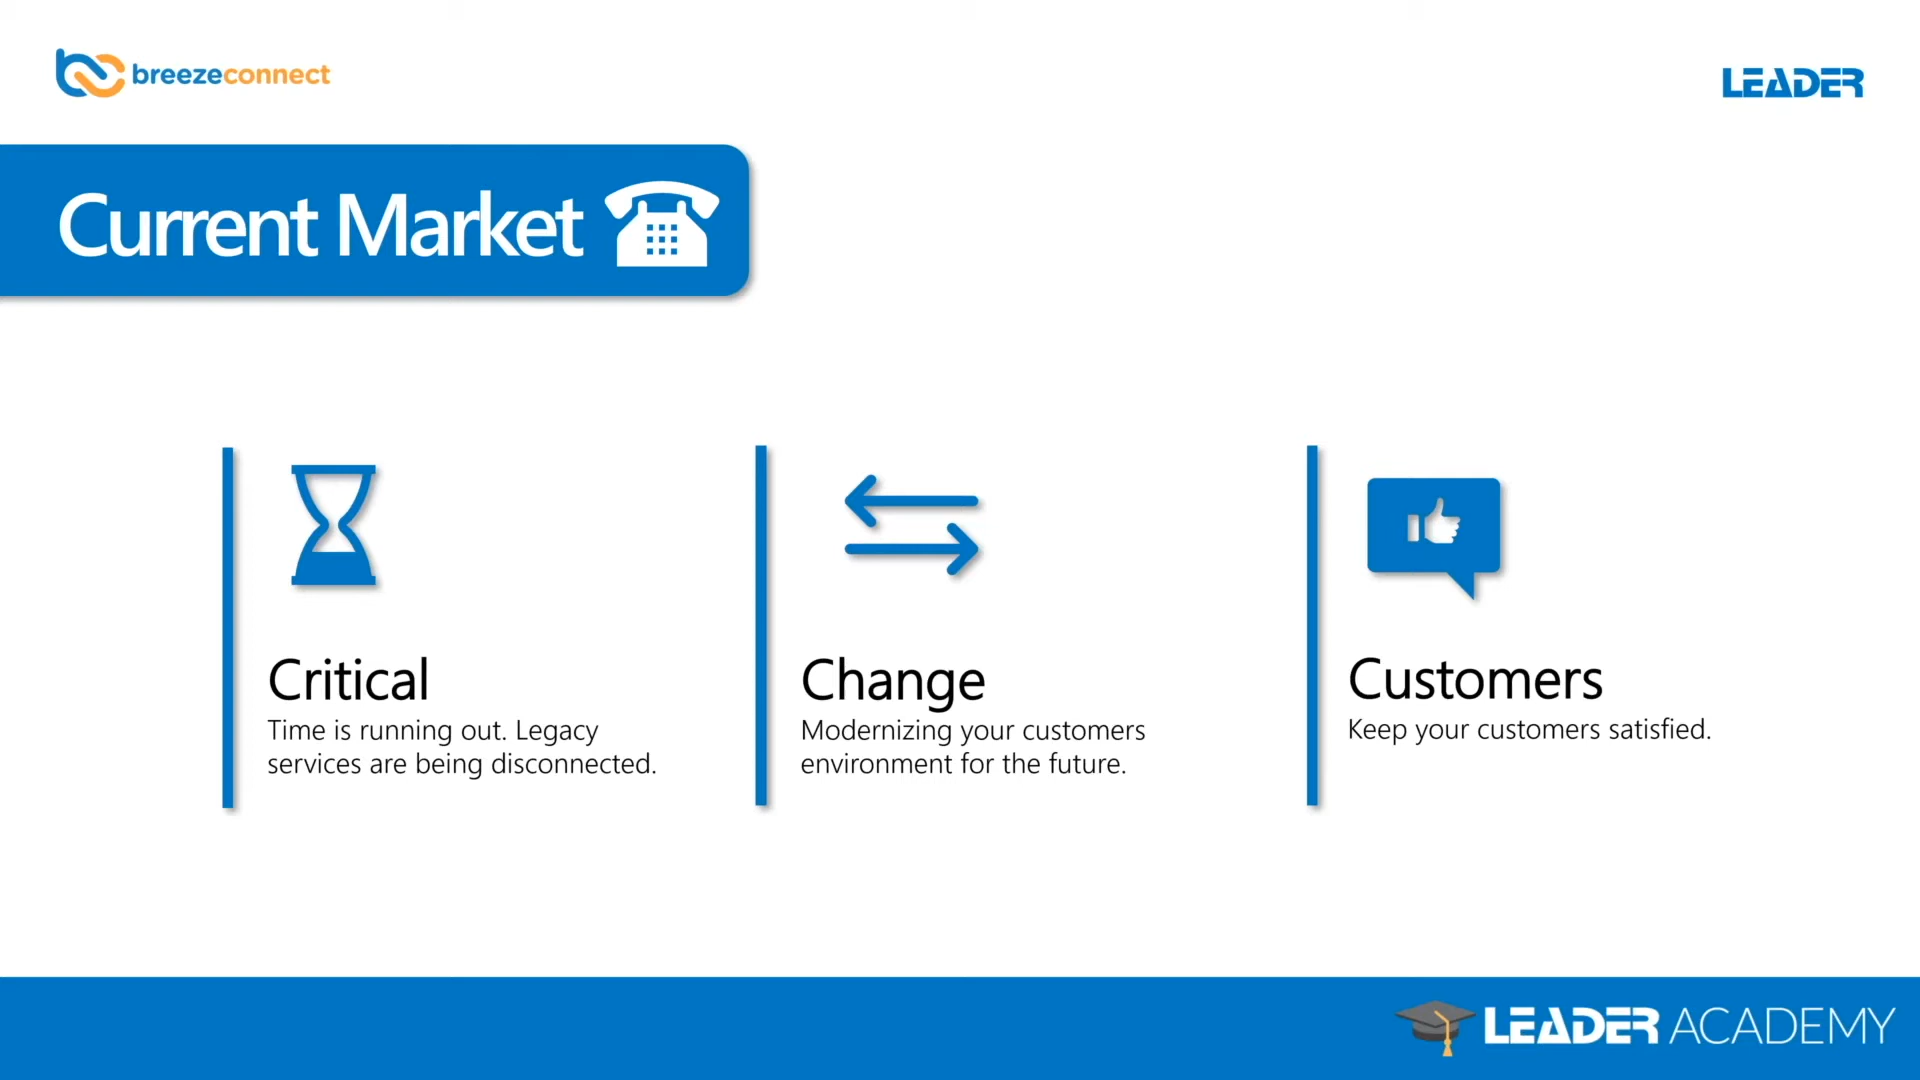 breezeconnect
LEADER
Current Market
Critical
Time is running out. Legacy
services are being disconnected.
Change
Modernizing your customers
environment for the future.
Customers
Keep your customers satisfied.
LEADER ACADEMY